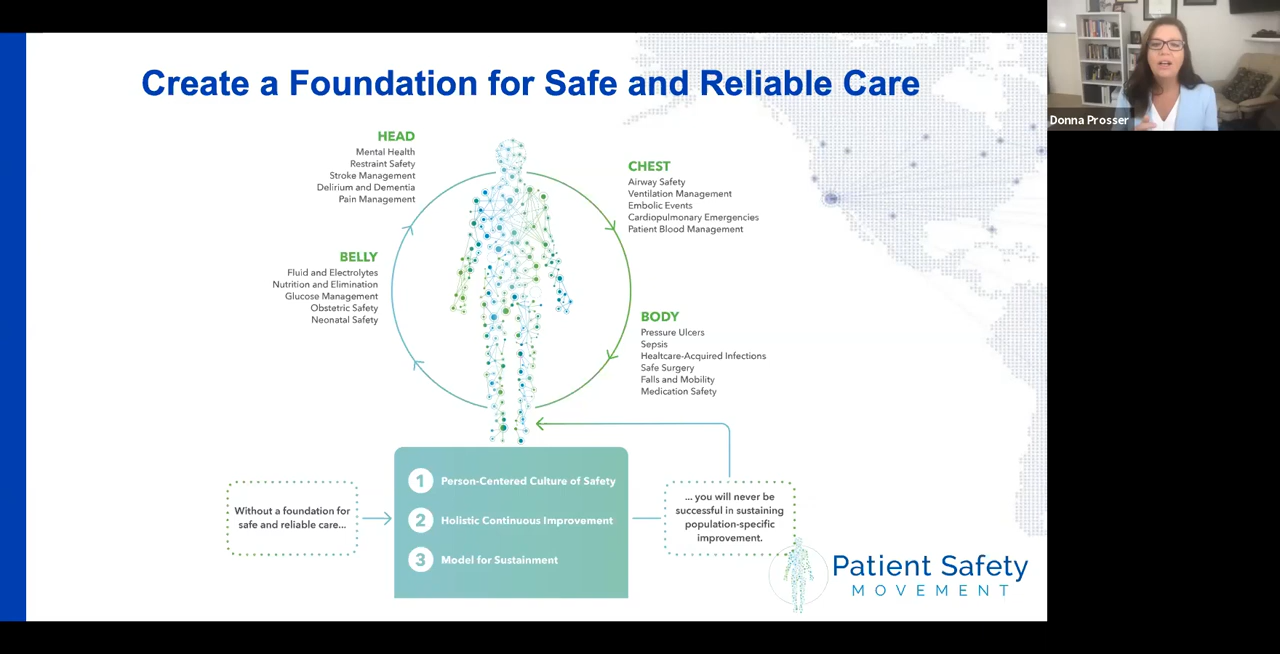 Create a Foundation for Safe and Reliable Care
Donna Prosser
HEAD
Mental Health
Restraint Safety
Stroke Management
Delirium and Dementia
Pain Management
CHEST
Airway Safety
Ventilation Management
Embolic Events
Cardiopulmonary Emergencies
Patient Blood Management
BELLY
Fluid and Electrolytes
Nutrition and Elimination
Glucose Management
Obstetric Safety
Neonatal Safety
BODY
Pressure Ulcers
Sepsis
Healtcare-Acquired Infections
Safe Surgery
Falls and Mobility
Medication Safety
Without a foundation for
safe and reliable care...
1 Person-Centered Culture of Safety
2 Holistic Continuous Improvement
3 Model for Sustainment
... you will never be
successful in sustaining
population-specific
improvement.
Patient Safety
MOVEMENT